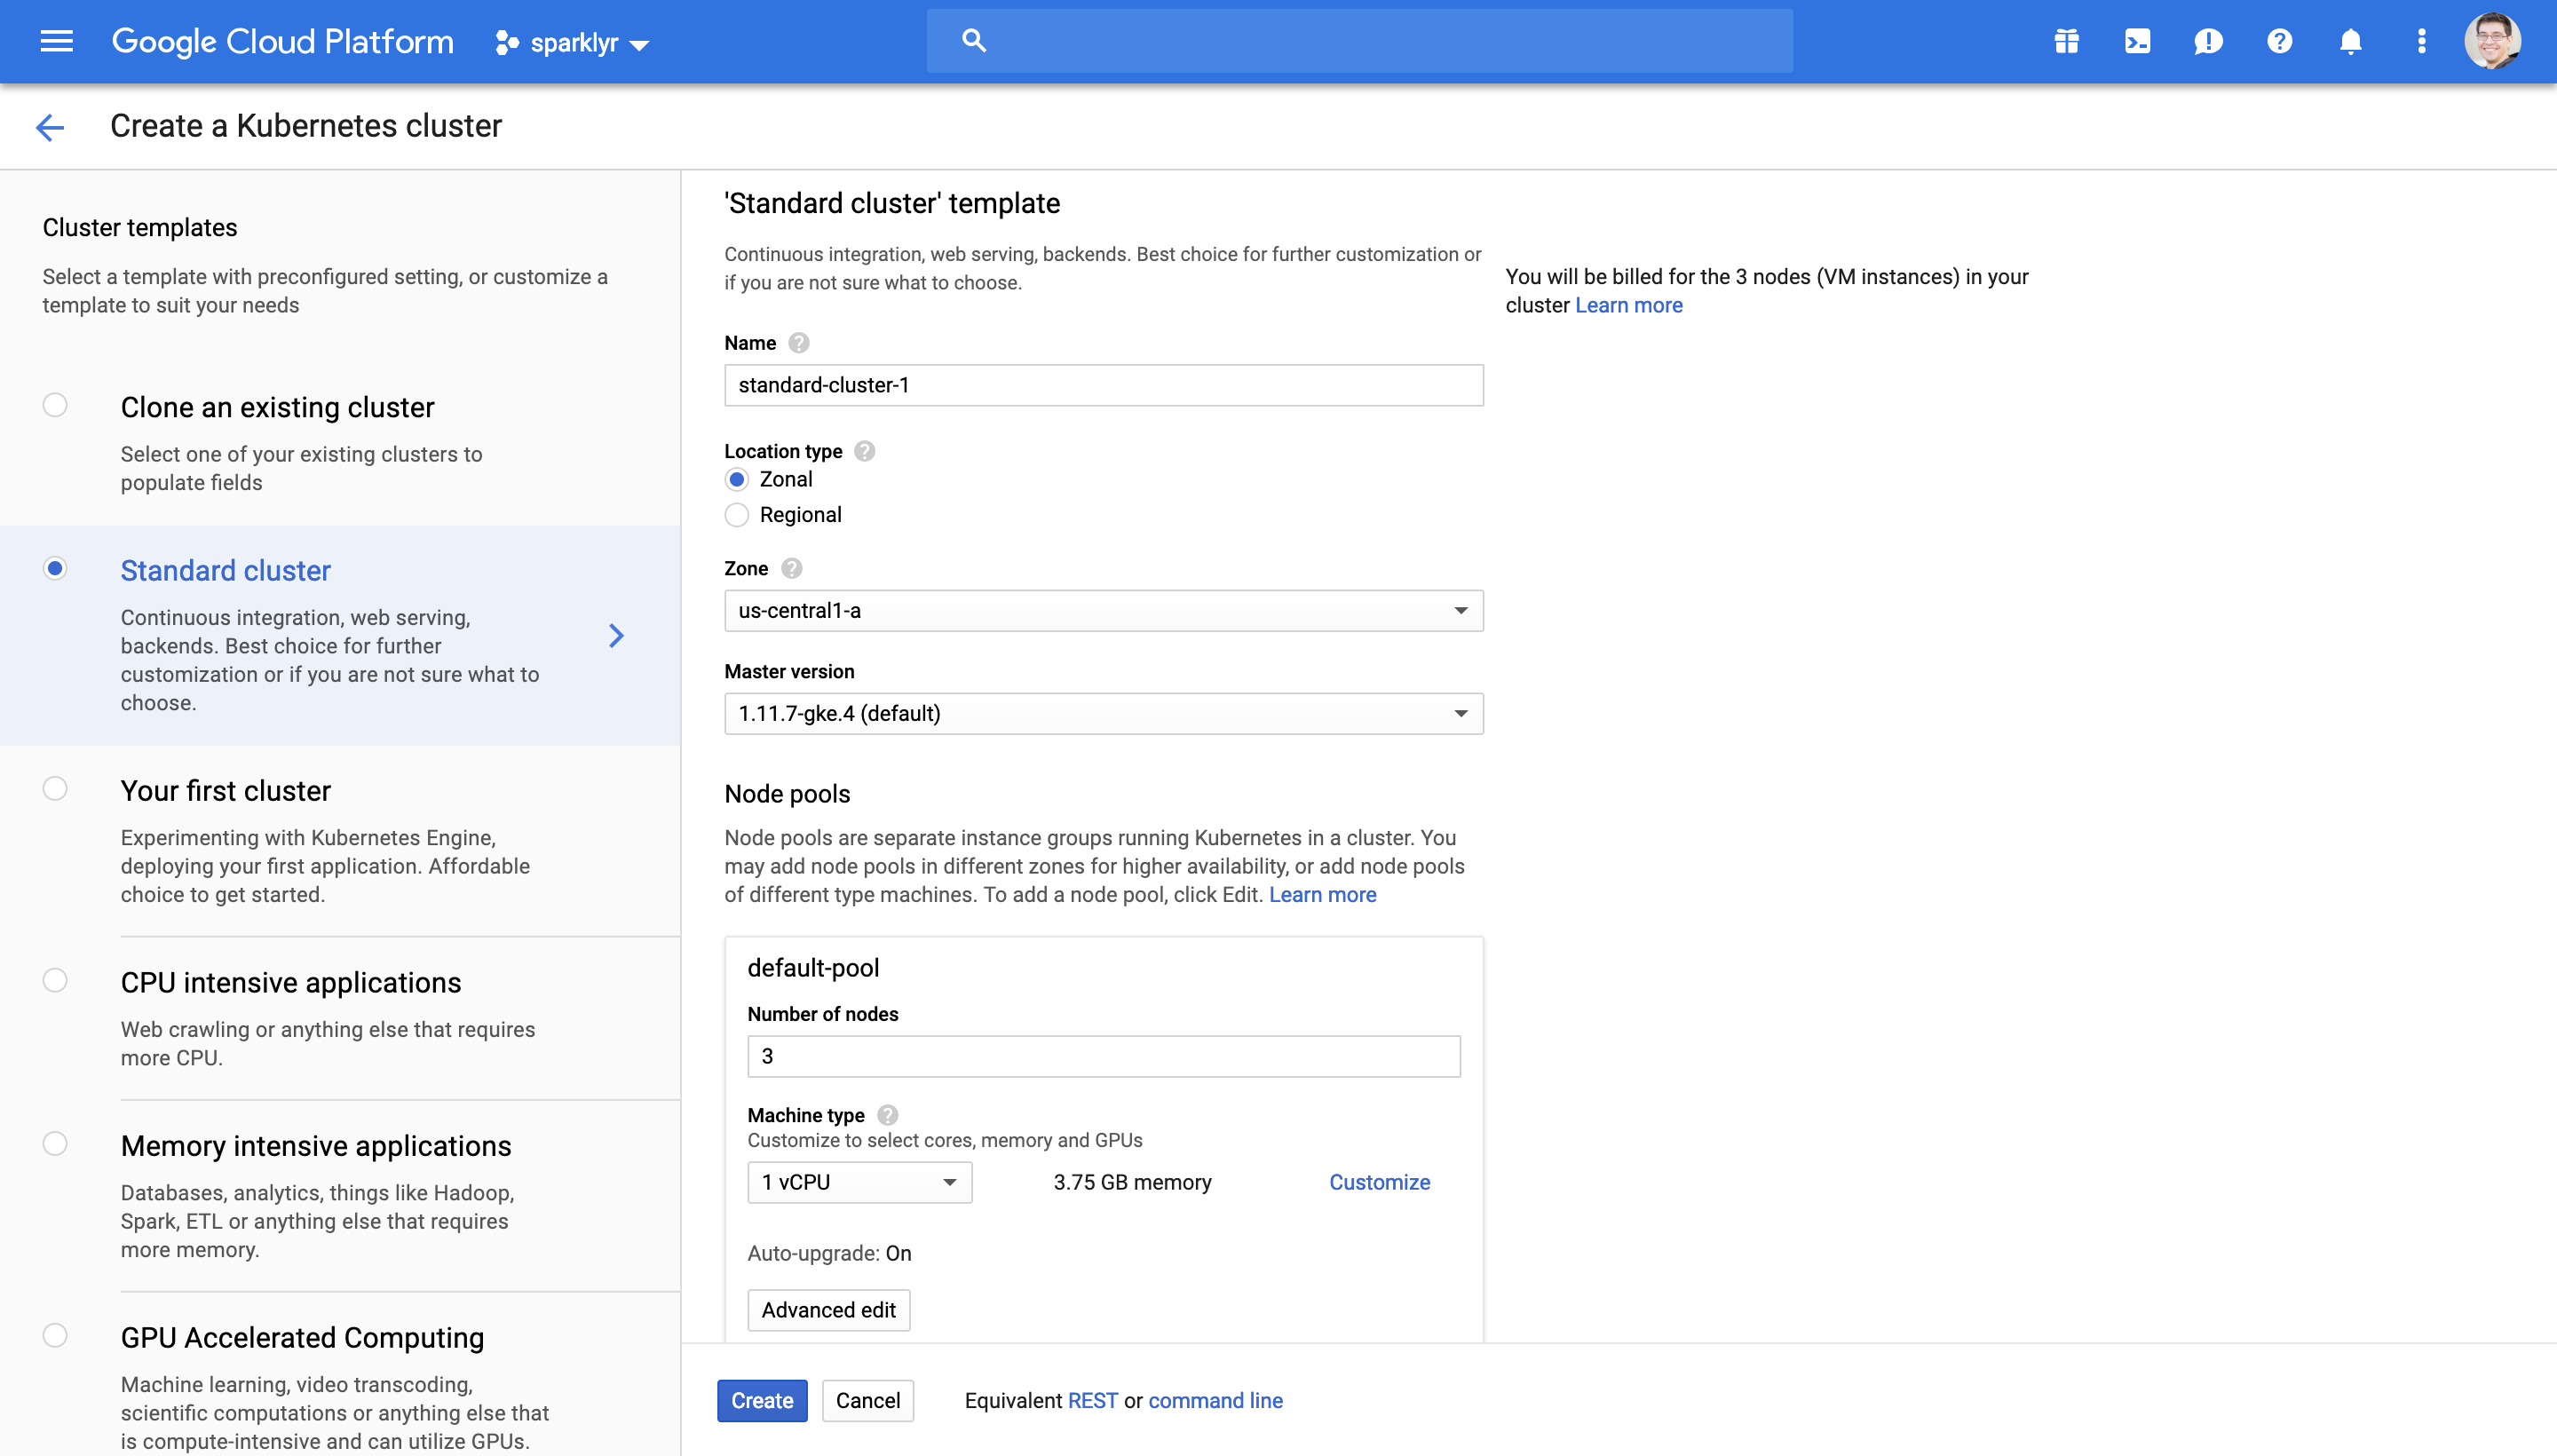 Google Cloud Platform
sparklyr
Create a Kubernetes cluster
Cluster templates
Select a template with preconfigured setting, or customize a
template to suit your needs
Clone an existing cluster
Select one of your existing clusters to
populate fields
Standard cluster
Continuous integration, web serving,
backends. Best choice for further
customization or if you are not sure what to
choose.
Your first cluster
Experimenting with Kubernetes Engine,
deploying your first application. Affordable
choice to get started.
CPU intensive applications
Web crawling or anything else that requires
more CPU.
Memory intensive applications
Databases, analytics, things like Hadoop,
Spark, ETL or anything else that requires
more memory.
GPU Accelerated Computing
Machine learning, video transcoding,
scientific computations or anything else that
is compute-intensive and can utilize GPUs.
'Standard cluster' template
Continuous integration, web serving, backends. Best choice for further customization or
if you are not sure what to choose.
You will be billed for the 3 nodes (VM instances) in your
cluster Learn more
Name
standard-cluster-1
Location type
Zonal
Regional
Zone
us-central1-a
Master version
1.11.7-gke.4 (default)
Node pools
Node pools are separate instance groups running Kubernetes in a cluster. You
may add node pools in different zones for higher availability, or add node pools
of different type machines. To add a node pool, click Edit. Learn more
default-pool
Number of nodes
3
Machine type
Customize to select cores, memory and GPUs
1 vCPU 3.75 GB memory Customize
Auto-upgrade: On
Advanced edit
Create Cancel Equivalent REST or command line